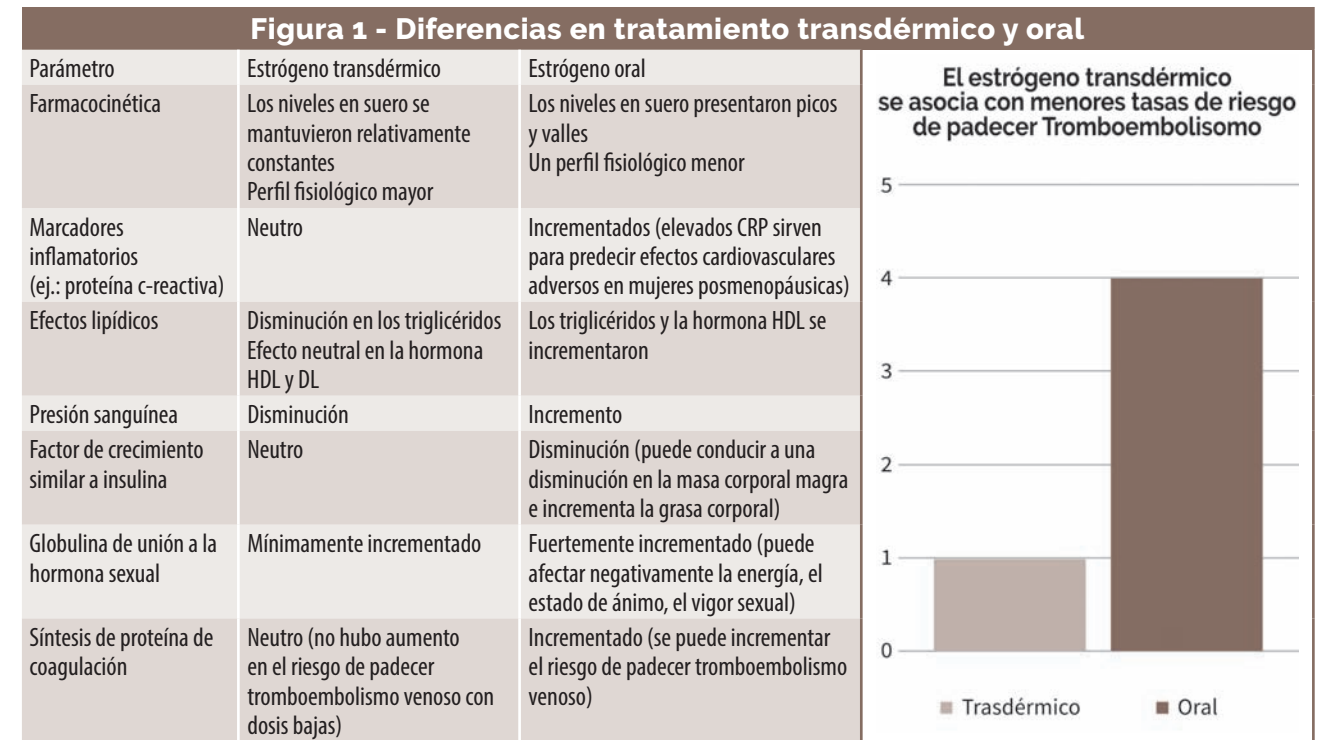 Figura 1 - Diferencias en tratamiento transdérmico y oral
Parámetro
Estrógeno transdérmico
Estrógeno oral
Farmacocinética
Los niveles en suero se
mantuvieron relativamente
constantes
Perfil fisiológico mayor
Los niveles en suero presentaron picos
y valles
Un perfil fisiológico menor
Marcadores
inflamatorios
(ej.: proteína c-reactiva)
Neutro
Incrementados (elevados CRP sirven
para predecir efectos cardiovasculares
adversos en mujeres posmenopáusicas)
Efectos lipídicos
Disminución en los triglicéridos
Efecto neutral en la hormona
HDL y DL
Los triglicéridos y la hormona HDL se
incrementaron
Presión sanguínea
Disminución
Incremento
Factor de crecimiento
similar a insulina
Neutro
Disminución (puede conducir a una
disminución en la masa corporal magra
e incrementa la grasa corporal)
Globulina de unión a la
hormona sexual
Mínimamente incrementado
Fuertemente incrementado (puede
afectar negativamente la energía, el
estado de ánimo, el vigor sexual)
Síntesis de proteína de
coagulación
Neutro (no hubo aumento
en el riesgo de padecer
tromboembolismo venoso con
dosis bajas)
Incrementado (se puede incrementar
el riesgo de padecer tromboembolismo
venoso)
El estrógeno transdérmico
se asocia con menores tasas de riesgo
de padecer Tromboembolisomo
5
4
3
2
1
0
Trasdérmico
Oral